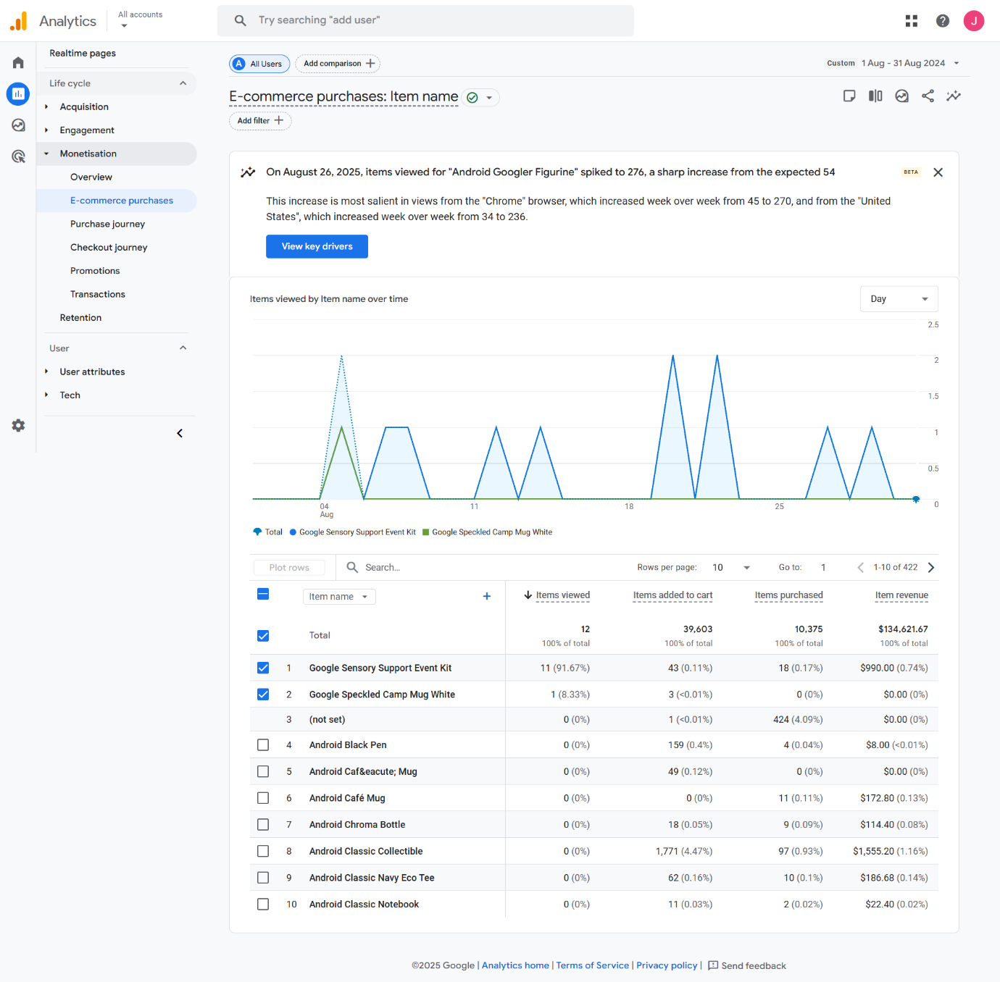 Analytics
All accounts
Try searching "add user"
J
Realtime pages
Life cycle
Acquisition
Engagement
Monetisation
Overview
E-commerce purchases
Purchase journey
Checkout journey
Promotions
Transactions
Retention
User
User attributes
Tech
A All Users
Add comparison
Custom 1 Aug - 31 Aug 2024
E-commerce purchases: Item name
Add filter
On August 26, 2025, items viewed for "Android Googler Figurine" spiked to 276, a sharp increase from the expected 54
BETA
This increase is most salient in views from the "Chrome" browser, which increased week over week from 45 to 270, and from the "United
States", which increased week over week from 34 to 236.
View key drivers
Items viewed by Item name over time
Day
2.5
2
1.5
1
0.5
0
04
Aug
11
18
25
Total Google Sensory Support Event Kit Google Speckled Camp Mug White
Plot rows
Search...
Rows per page: 10
Go to: 1
1-10 of 422
Item name
Items viewed Items added to cart Items purchased Item revenue
Total 12 39,603 10,375 $134,621.67
100% of total 100% of total 100% of total 100% of total
1 Google Sensory Support Event Kit 11 (91.67%) 43 (0.11%) 18 (0.17%) $990.00 (0.74%)
2 Google Speckled Camp Mug White 1 (8.33%) 3 (<0.01%) 0 (0%) $0.00 (0%)
3 (not set) 0 (0%) 1 (<0.01%) 424 (4.09%) $0.00 (0%)
4 Android Black Pen 0 (0%) 159 (0.4%) 4 (0.04%) $8.00 (<0.01%)
5 Android Caf&eacute; Mug 0 (0%) 49 (0.12%) 0 (0%) $0.00 (0%)
6 Android Café Mug 0 (0%) 0 (0%) 11 (0.11%) $172.80 (0.13%)
7 Android Chroma Bottle 0 (0%) 18 (0.05%) 9 (0.09%) $114.40 (0.08%)
8 Android Classic Collectible 0 (0%) 1,771 (4.47%) 97 (0.93%) $1,555.20 (1.16%)
9 Android Classic Navy Eco Tee 0 (0%) 62 (0.16%) 10 (0.1%) $186.68 (0.14%)
10 Android Classic Notebook 0 (0%) 11 (0.03%) 2 (0.02%) $22.40 (0.02%)
©2025 Google | Analytics home | Terms of Service | Privacy policy | Send feedback